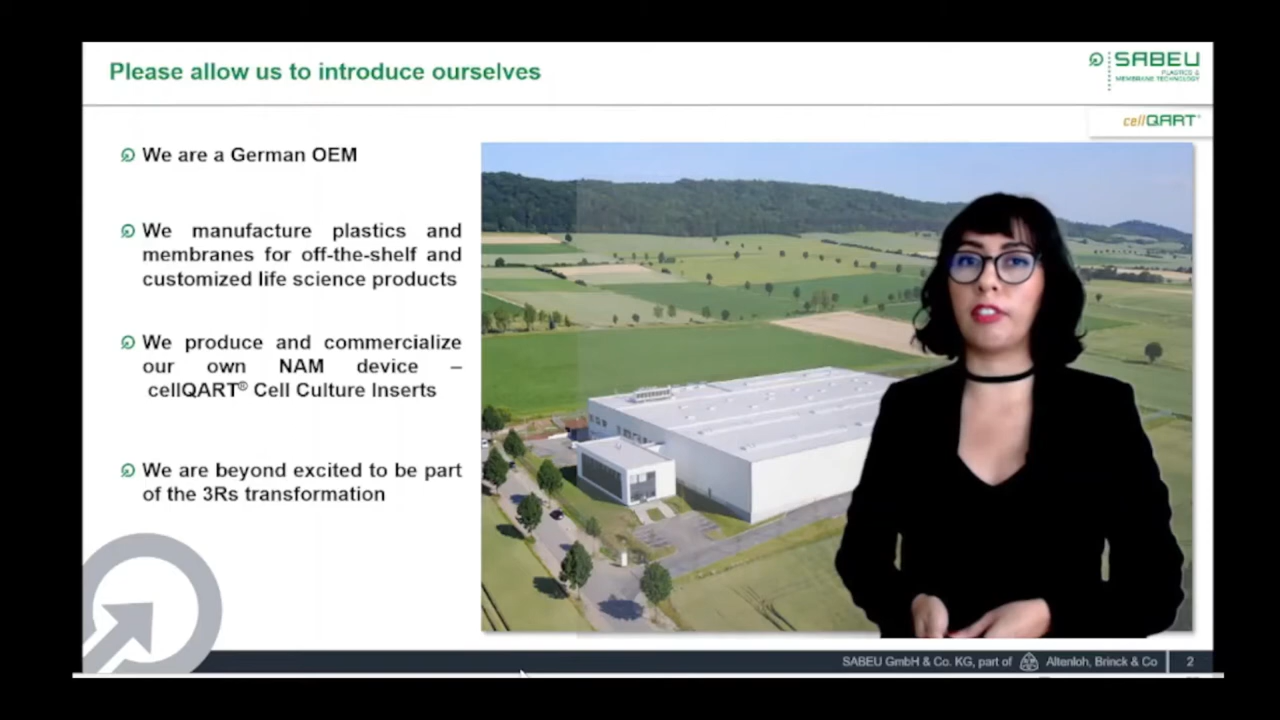 Please allow us to introduce ourselves
SABEU
PLASTICS &
MEMBRANE TECHNOLOGY
cellQART®
We are a German OEM
We manufacture plastics and
membranes for off-the-shelf and
customized life science products
We produce and commercialize
our own NAM device –
cellQART® Cell Culture Inserts
We are beyond excited to be part
of the 3Rs transformation
SABEU GmbH & Co. KG, part of Altenloh, Brinck & Co 2